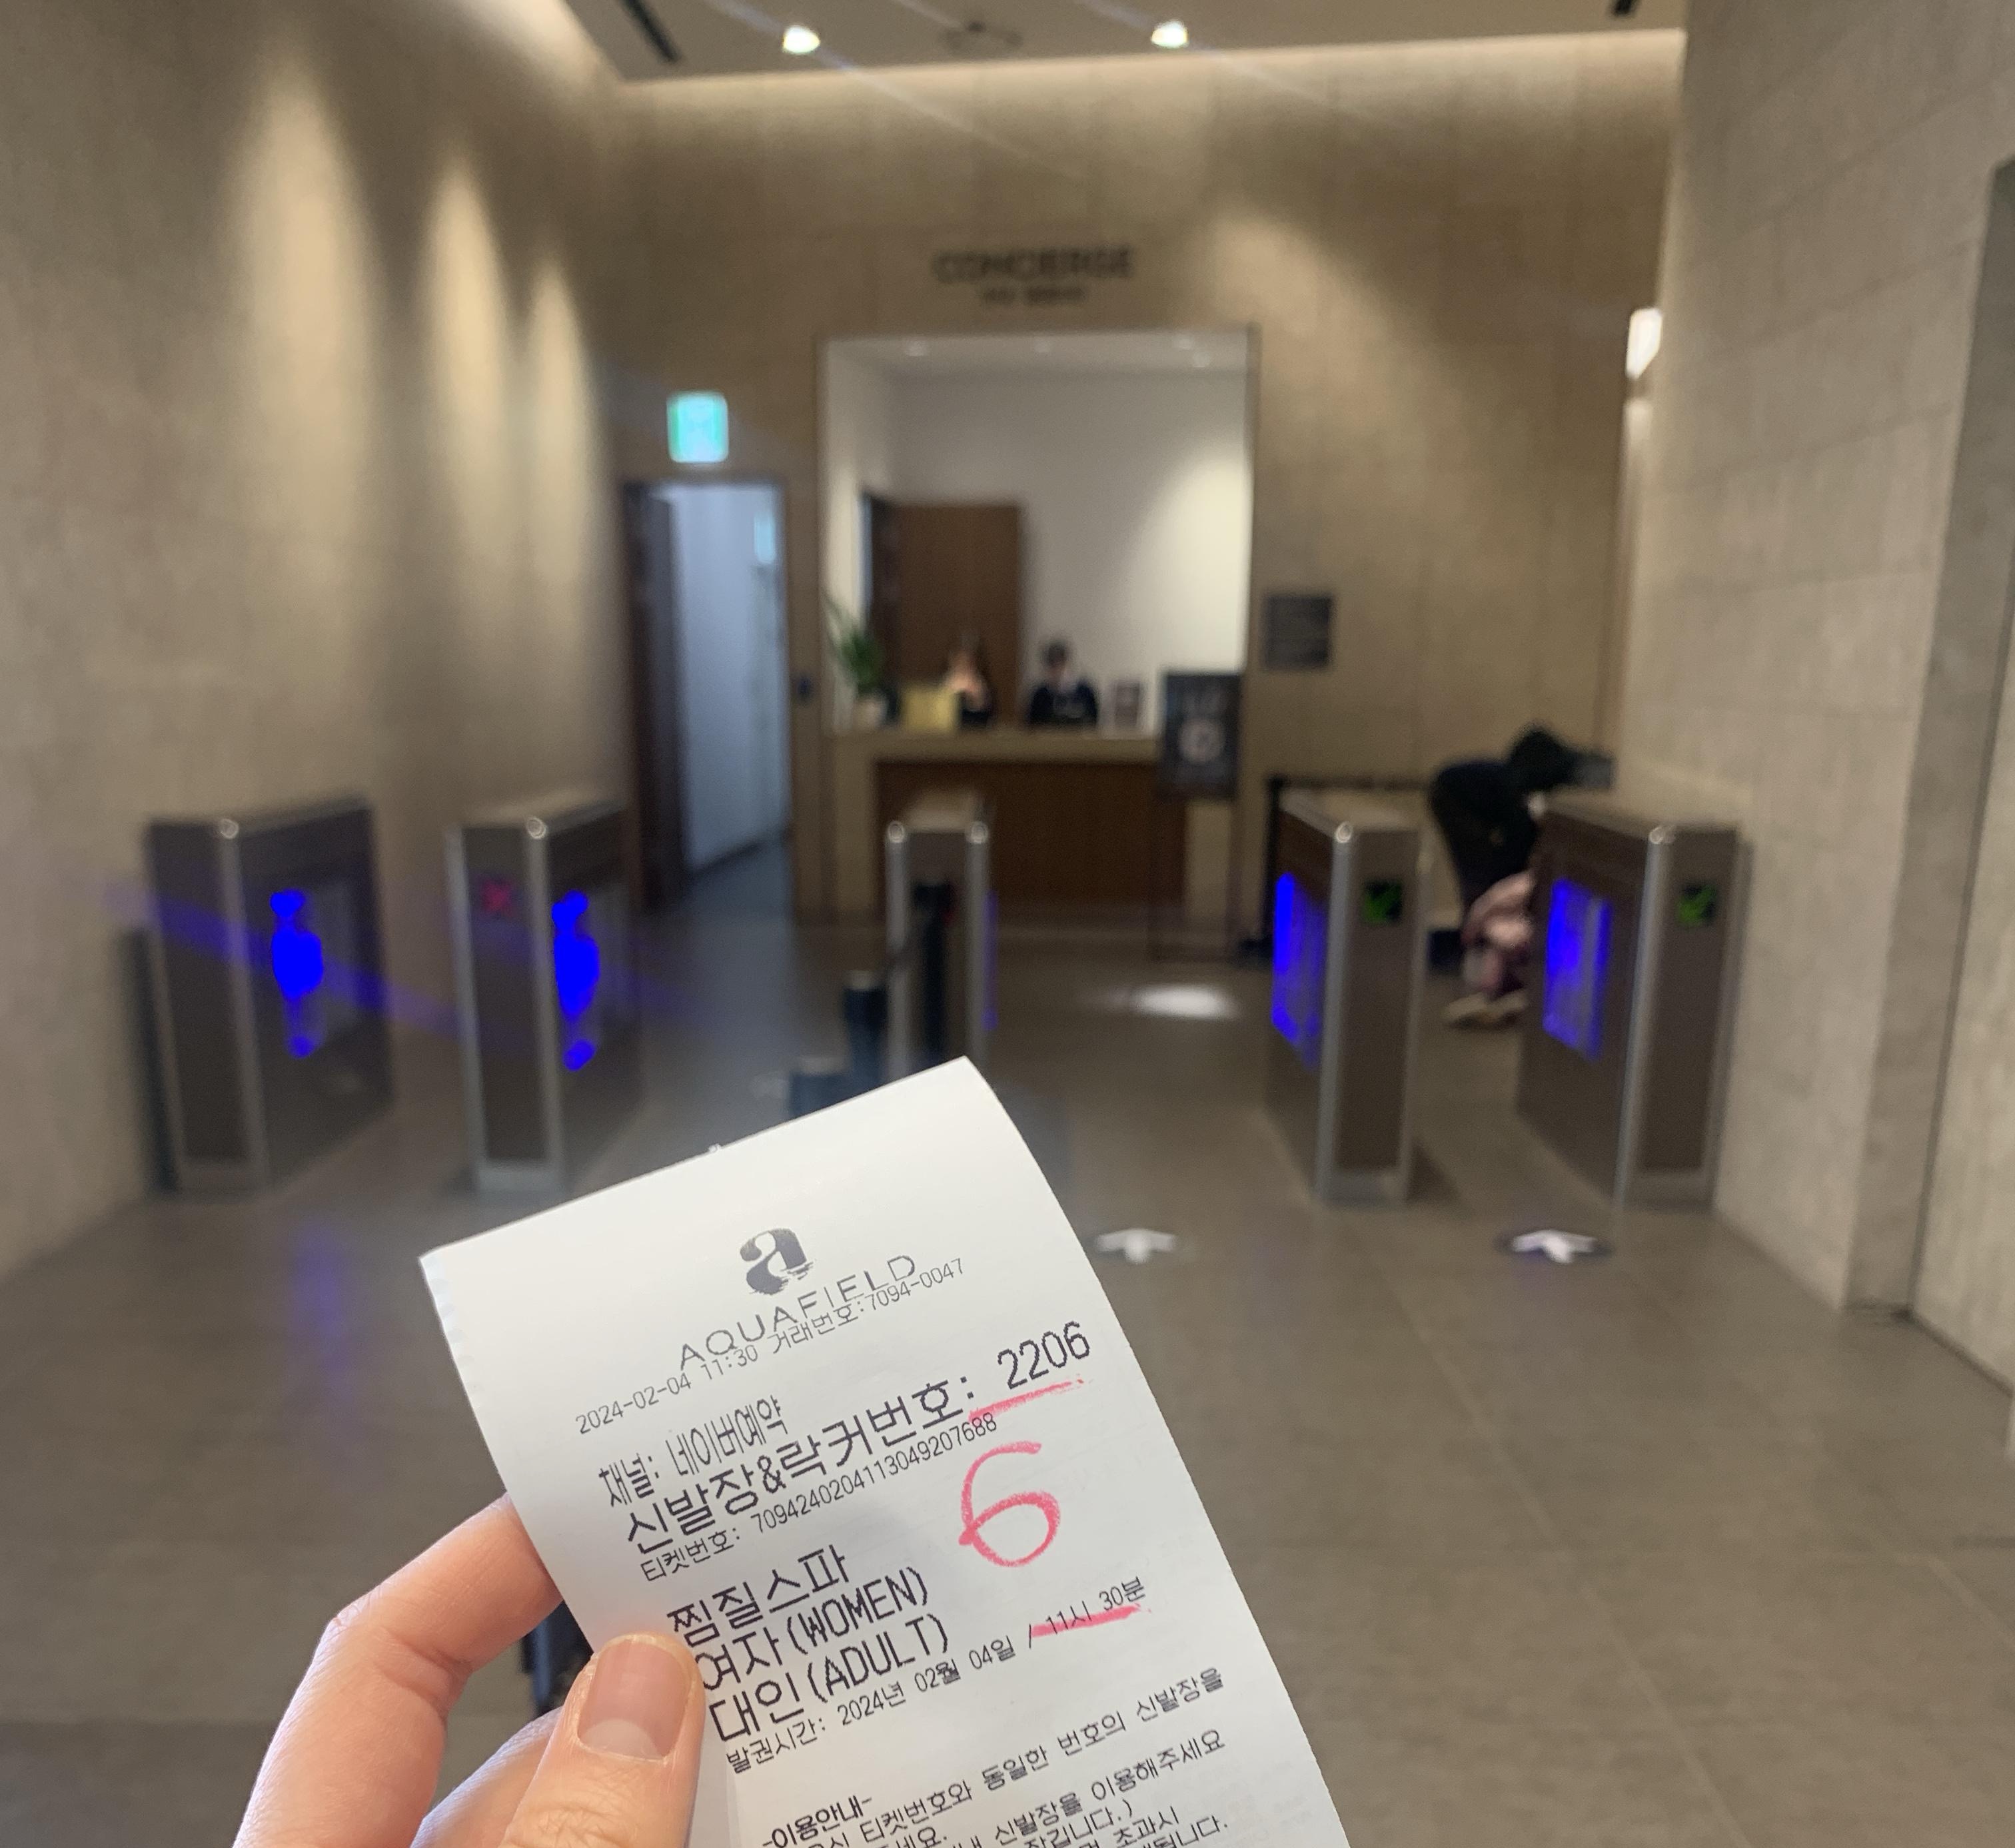 CONCIERGE
a
AQUAFIELD
2024-02-04 11:30 거래번호:7094-0047
채널: 네이버예약
신발장&락커번호: 2206
티켓번호: 7094240204113049207688
6
찜질스파
여자(WOMEN)
대인(ADULT)
발권시간: 2024년 02월 04일 / 11시 30분
-이용안내-
티켓번호와 동일한 번호의 신발장을
신발장을 이용해주세요
초과시